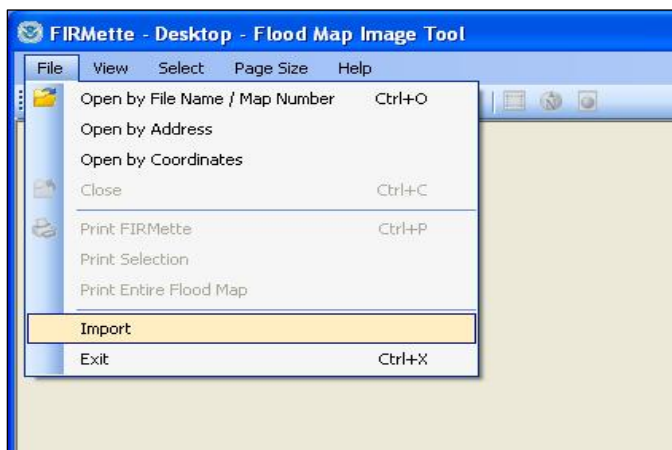 FIRMette - Desktop - Flood Map Image Tool
File View Select Page Size Help
Open by File Name / Map Number Ctrl+O
Open by Address
Open by Coordinates
Close Ctrl+C
Print FIRMette Ctrl+P
Print Selection
Print Entire Flood Map
Import
Exit Ctrl+X